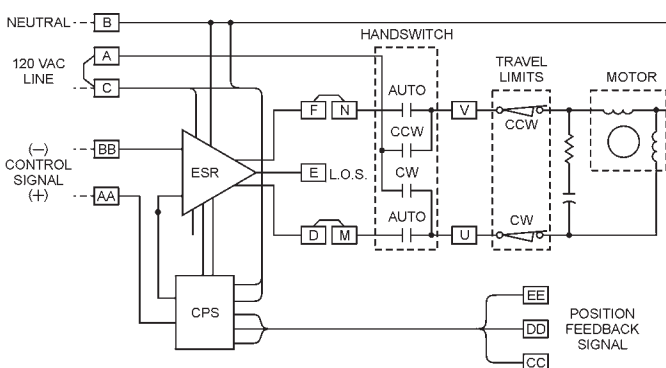 HANDSWITCH
NEUTRAL
B
A
120 VAC
LINE
C
TRAVEL
LIMITS
MOTOR
AUTO
F
N
V
CCW
CCW
(−)
BB
CONTROL
SIGNAL
(+)
AA
ESR
E
L.O.S.
CW
D
M
AUTO
U
CW
CPS
EE
DD
CC
POSITION
FEEDBACK
SIGNAL